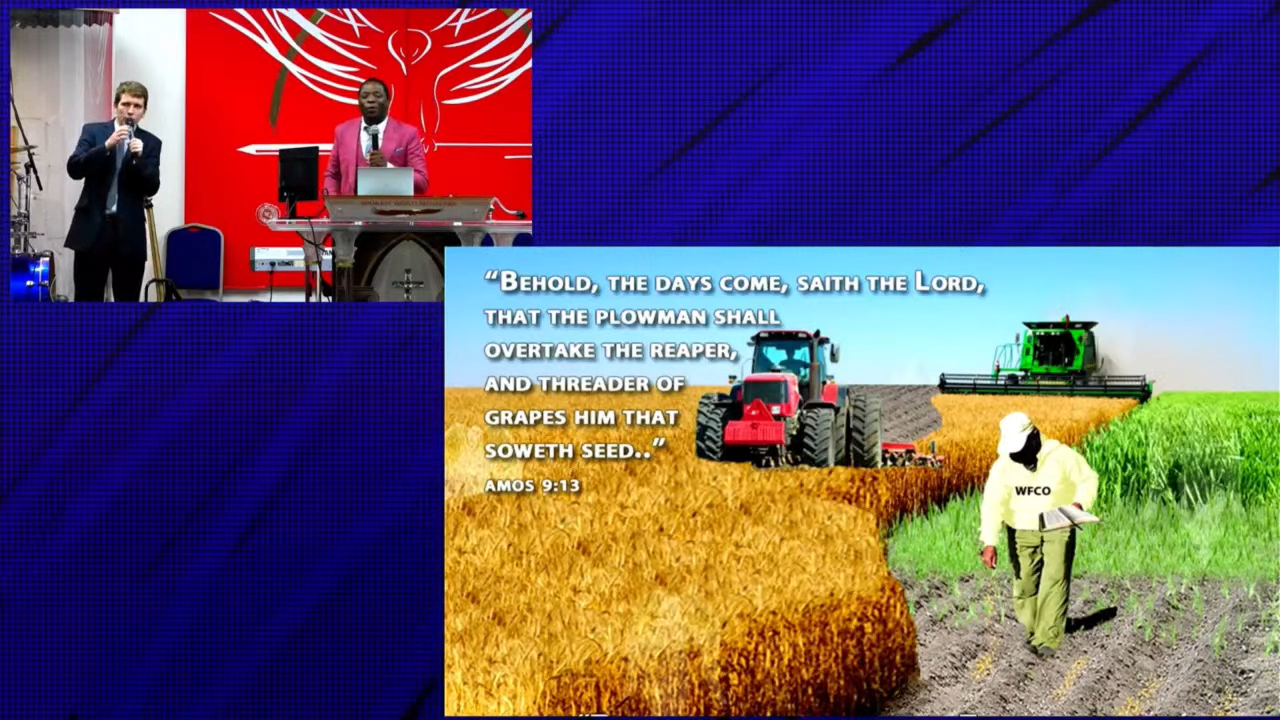 “BEHOLD, THE DAYS COME, SAITH THE LORD,
THAT THE PLOWMAN SHALL
OVERTAKE THE REAPER,
AND THREADER OF
GRAPES HIM THAT
SOWETH SEED..”
AMOS 9:13
WFCO